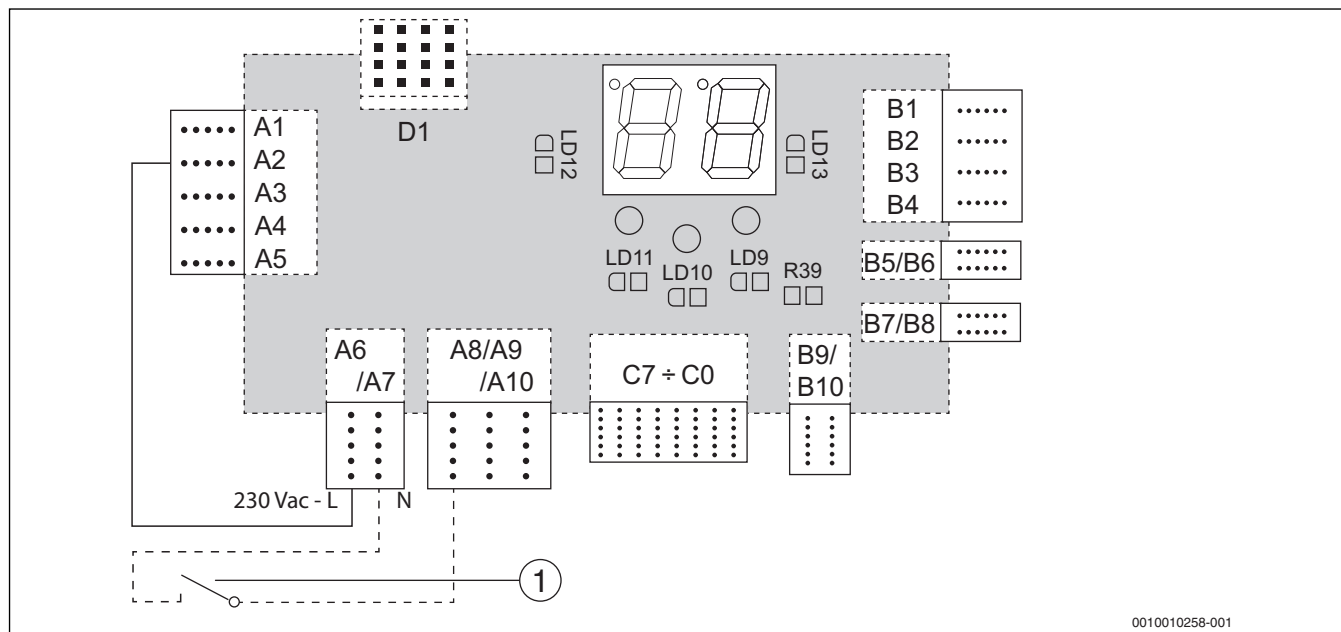 D1
A1
A2
A3
A4
A5
LD12
LD13
B1
B2
B3
B4
B5/B6
B7/B8
LD11
LD10
LD9
R39
A6
/A7
A8/A9
/A10
C7 ÷ C0
B9/
B10
230 Vac - L
N
1
0010010258-001